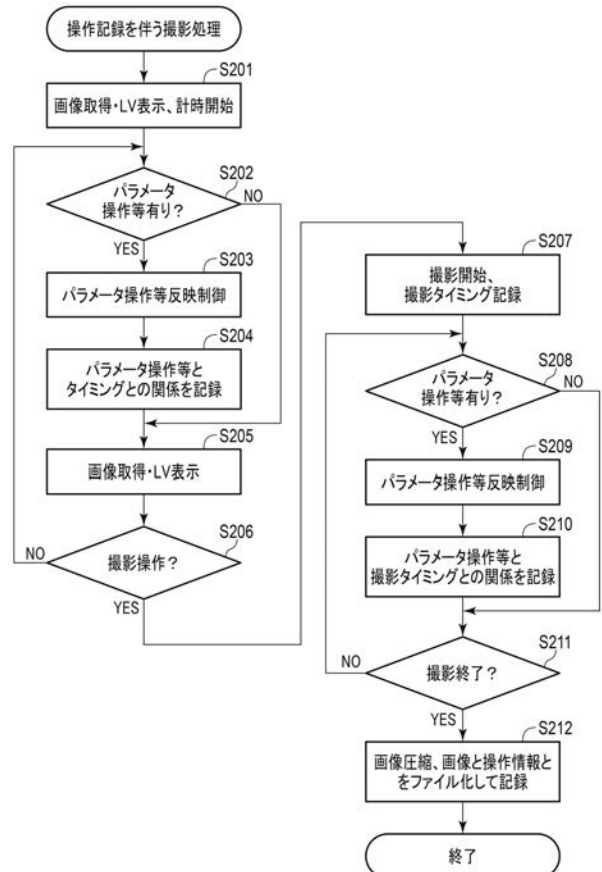 操作記録を伴う撮影処理
S201
画像取得・LV表示、計時開始
S202
パラメータ
操作等有り？
NO
YES
S203
パラメータ操作等反映制御
S204
パラメータ操作等と
タイミングとの関係を記録
S205
画像取得・LV表示
S206
撮影操作？
NO
YES
S207
撮影開始、
撮影タイミング記録
S208
パラメータ
操作等有り？
NO
YES
S209
パラメータ操作等反映制御
S210
パラメータ操作等と
撮影タイミングとの関係を記録
S211
撮影終了？
NO
YES
S212
画像圧縮、画像と操作情報と
をファイル化して記録
終了